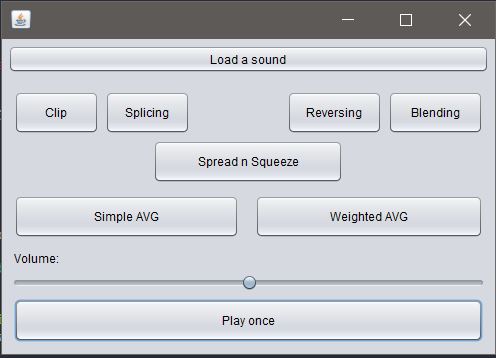 Load a sound
Clip Splicing Reversing Blending
Spread n Squeeze
Simple AVG Weighted AVG
Volume:
Play once